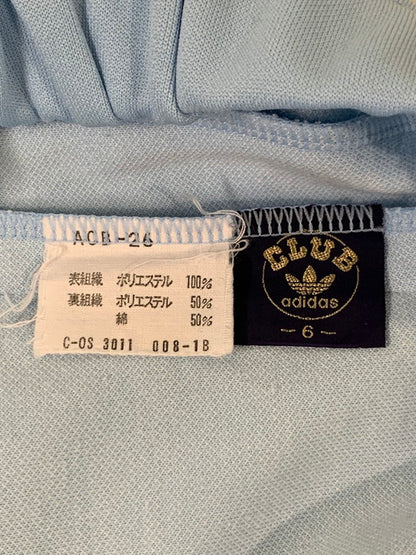 ACB-26
表組織 ポリエステル 100%
裏組織 ポリエステル 50%
綿 50%
C-OS 3011 008-1B
CLUB
adidas
-6-